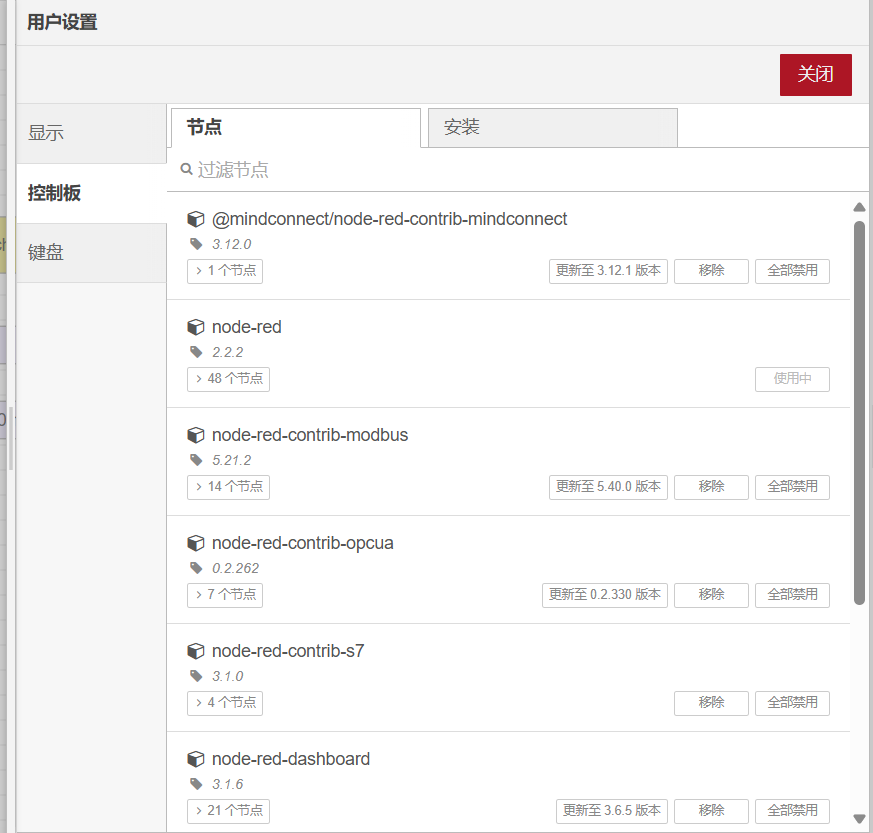 用户设置
关闭
显示
控制板
键盘
节点
安装
过滤节点
@mindconnect/node-red-contrib-mindconnect
3.12.0
> 1 个节点
更新至 3.12.1 版本
移除
全部禁用
node-red
2.2.2
> 48 个节点
使用中
node-red-contrib-modbus
5.21.2
> 14 个节点
更新至 5.40.0 版本
移除
全部禁用
node-red-contrib-opcua
0.2.262
> 7 个节点
更新至 0.2.330 版本
移除
全部禁用
node-red-contrib-s7
3.1.0
> 4 个节点
移除
全部禁用
node-red-dashboard
3.1.6
> 21 个节点
更新至 3.6.5 版本
移除
全部禁用